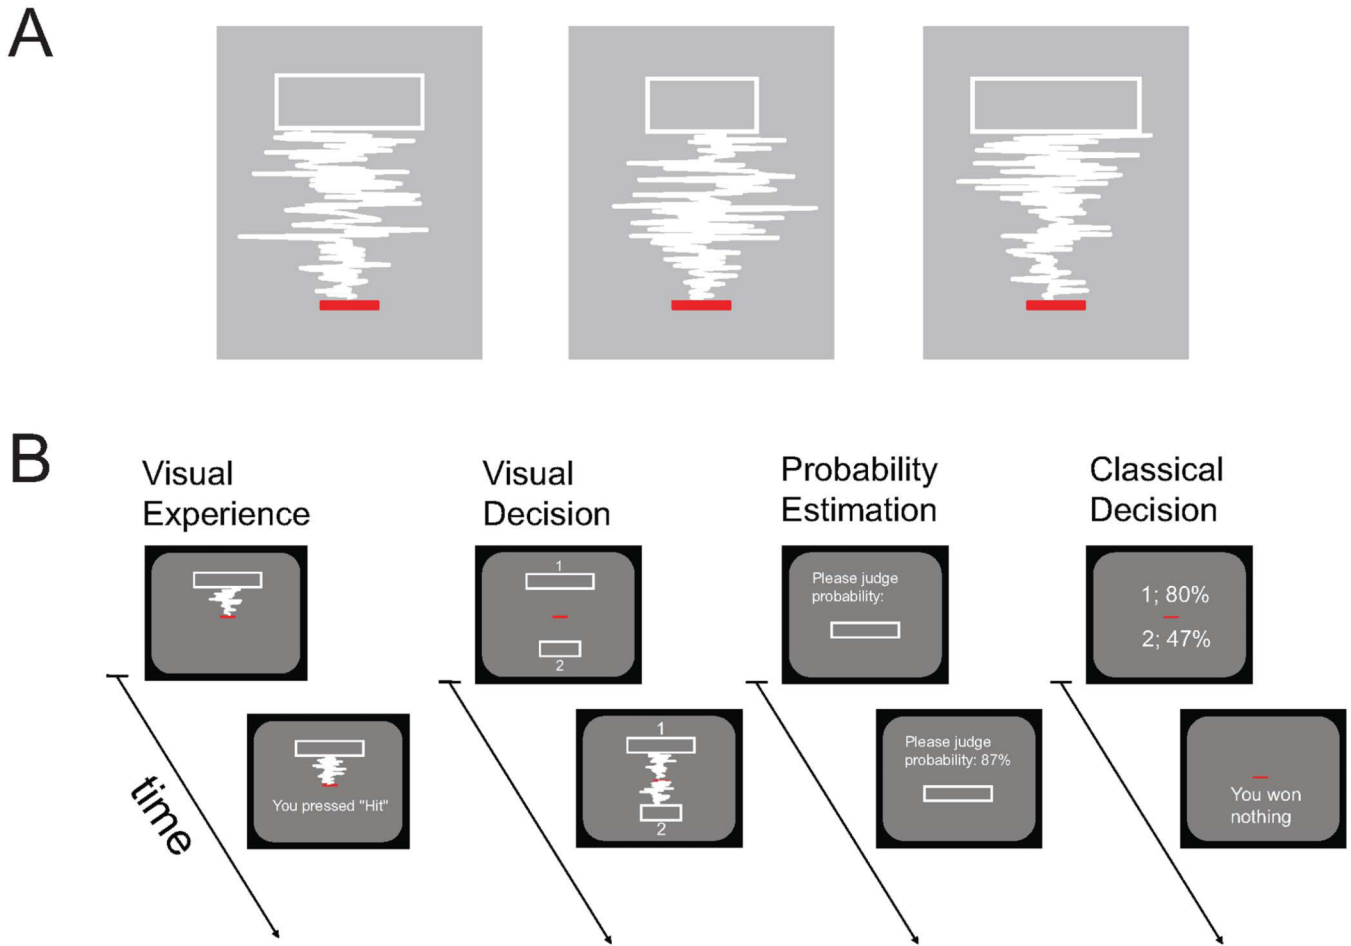 A
B
Visual
Experience
Visual
Decision
Probability
Estimation
Classical
Decision
You pressed "Hit"
1
2
1
2
Please judge
probability:
Please judge
probability: 87%
1; 80%
2; 47%
You won
nothing
time